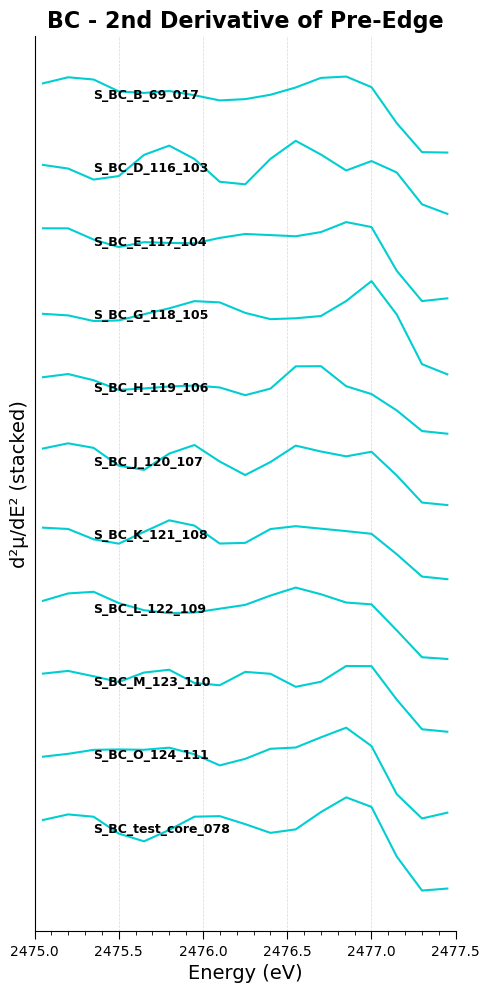 BC - 2nd Derivative of Pre-Edge
S_BC_B_69_017
S_BC_D_116_103
S_BC_E_117_104
S_BC_G_118_105
S_BC_H_119_106
S_BC_J_120_107
S_BC_K_121_108
S_BC_L_122_109
S_BC_M_123_110
S_BC_O_124_111
S_BC_test_core_078
d²μ/dE² (stacked)
2475.0 2475.5 2476.0 2476.5 2477.0 2477.5
Energy (eV)